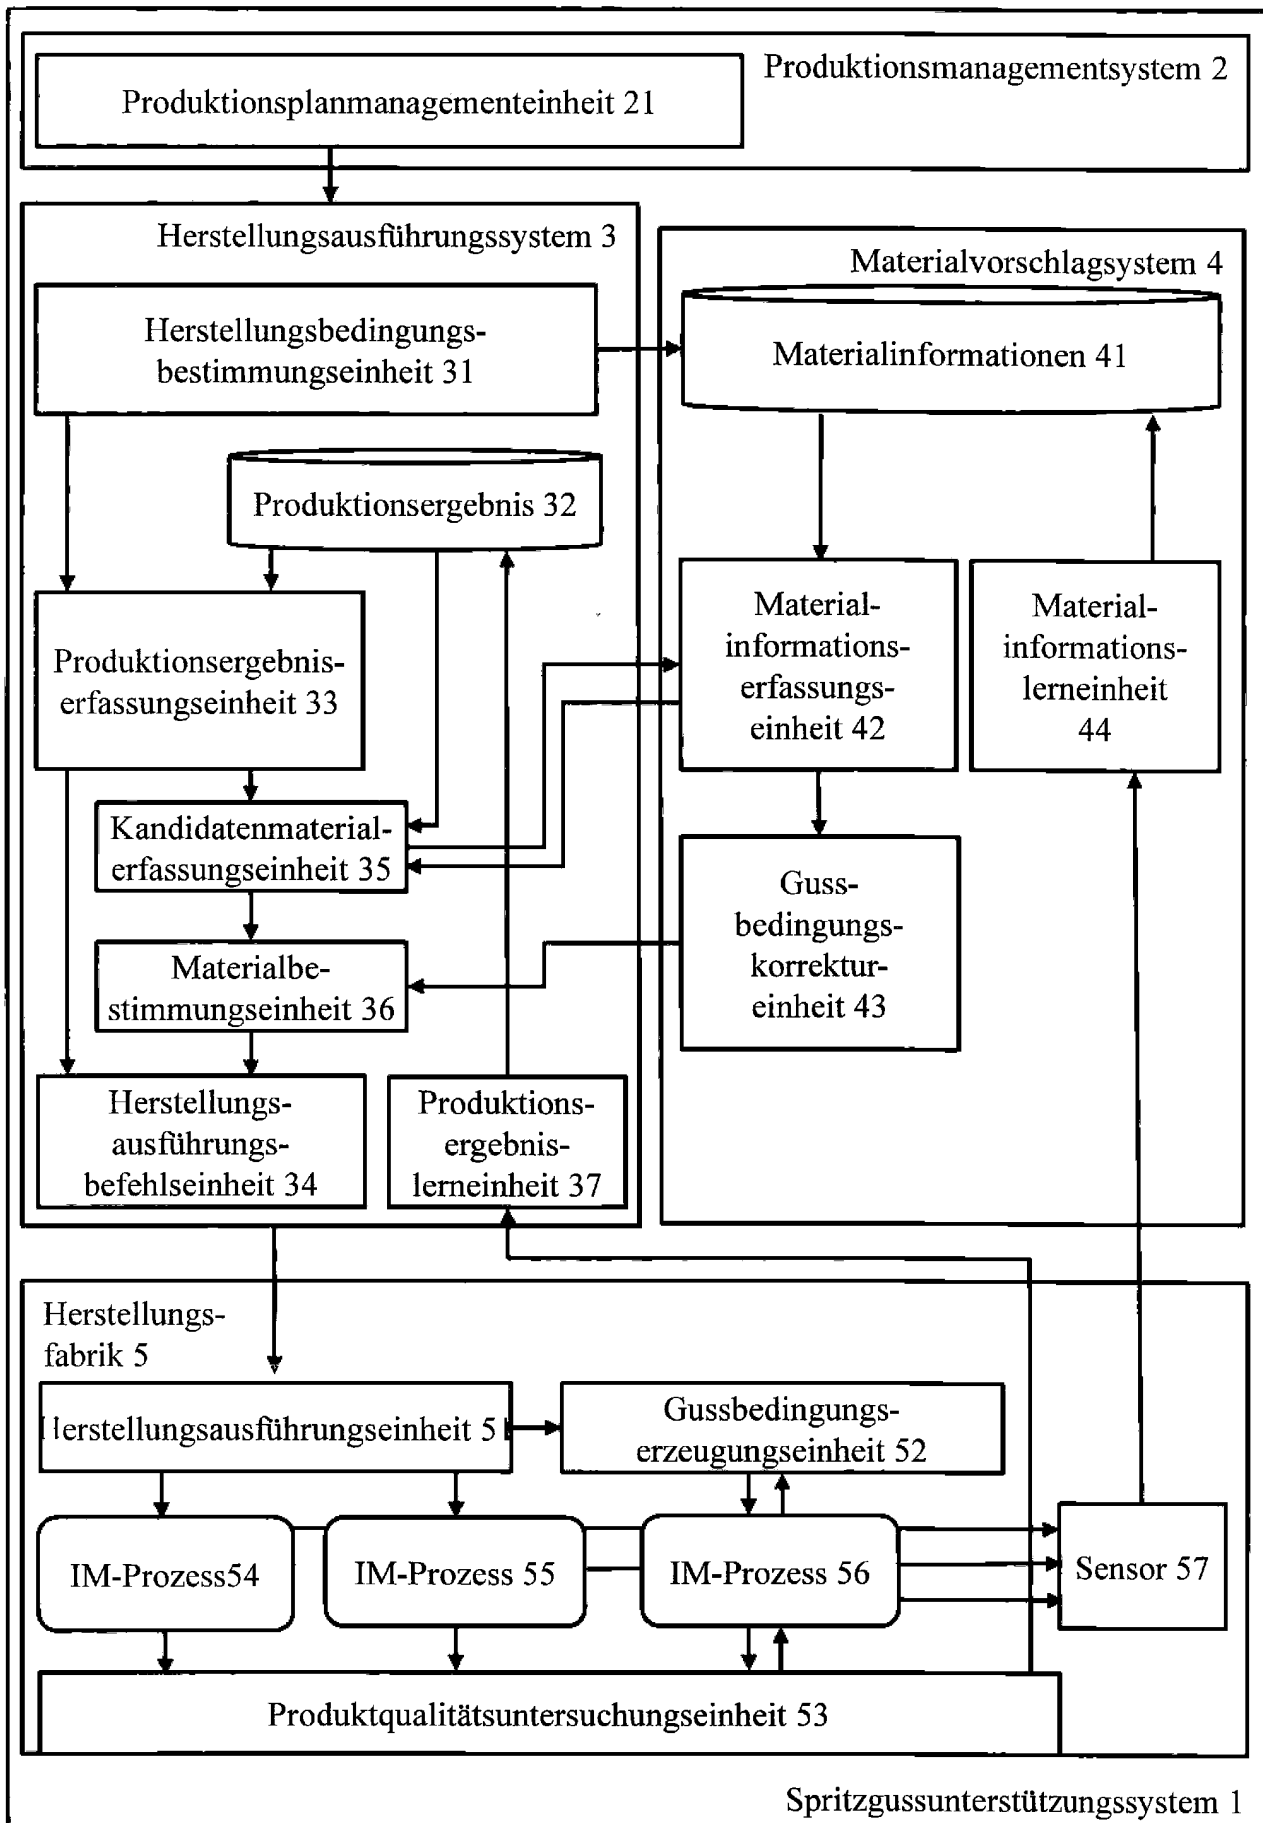 Produktionsmanagementsystem 2
Produktionsplanmanagementeinheit 21
Herstellungsausführungssystem 3
Herstellungsbedingungs-
bestimmungseinheit 31
Produktionsergebnis 32
Produktionsergebnis-
erfassungseinheit 33
Kandidatenmaterial-
erfassungseinheit 35
Materialbe-
stimmungseinheit 36
Herstellungs-
ausführungs-
befehlseinheit 34
Produktions-
ergebnis-
lerneinheit 37
Materialvorschlagsystem 4
Materialinformationen 41
Material-
informations-
erfassungs-
einheit 42
Material-
informations-
lerneinheit
44
Guss-
bedingungs-
korrektur-
einheit 43
Herstellungs-
fabrik 5
Herstellungsausführungseinheit 5
Gussbedingungs-
erzeugungseinheit 52
IM-Prozess54
IM-Prozess 55
IM-Prozess 56
Sensor 57
Produktqualitätsuntersuchungseinheit 53
Spritzgussunterstützungssystem 1